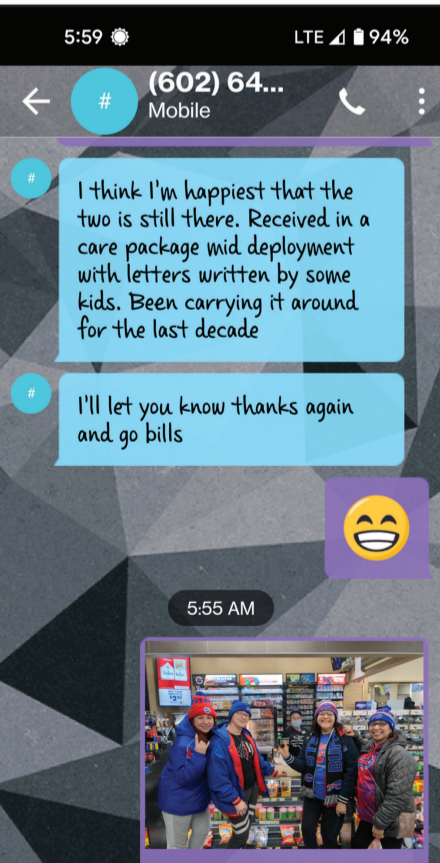 5:59
LTE 94%
(602) 64...
Mobile
#
#
I think I'm happiest that the
two is still there. Received in a
care package mid deployment
with letters written by some
kids. Been carrying it around
for the last decade
#
I'll let you know thanks again
and go bills
5:55 AM